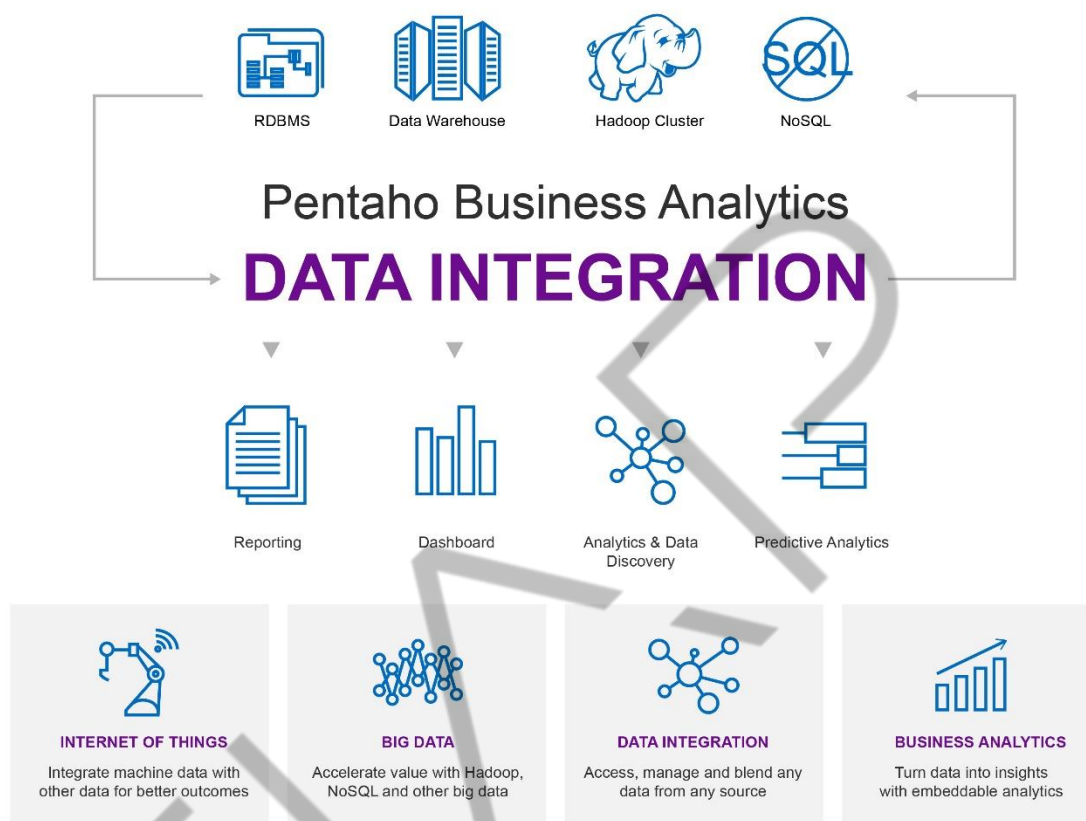 SQL
RDBMS
Data Warehouse
Hadoop Cluster
NoSQL
Pentaho Business Analytics
DATA INTEGRATION
Reporting
Dashboard
Analytics & Data
Discovery
Predictive Analytics
INTERNET OF THINGS
Integrate machine data with
other data for better outcomes
BIG DATA
Accelerate value with Hadoop,
NoSQL and other big data
DATA INTEGRATION
Access, manage and blend any
data from any source
BUSINESS ANALYTICS
Turn data into insights
with embeddable analytics